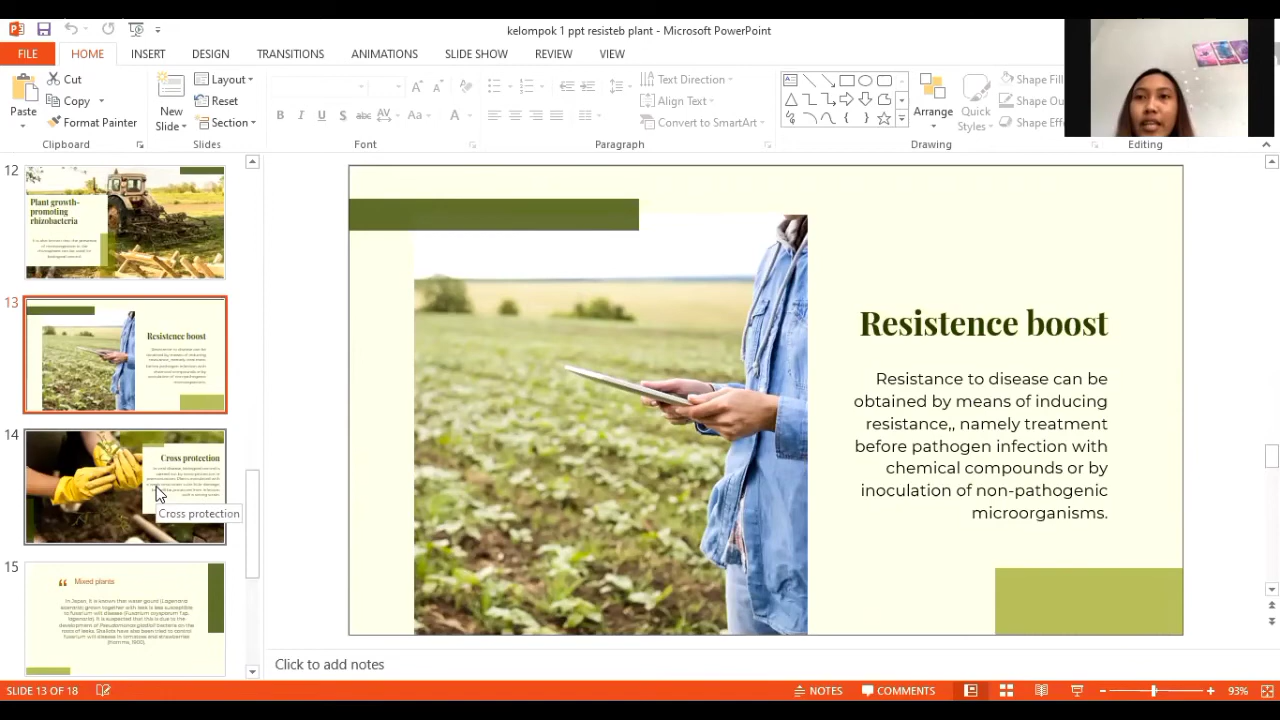 kelompok 1 ppt resisteb plant - Microsoft PowerPoint
FILE HOME INSERT DESIGN TRANSITIONS ANIMATIONS SLIDE SHOW REVIEW VIEW
Paste
Cut
Copy
Format Painter
Clipboard
New
Slide
Layout
Reset
Section
Slides
Font
Text Direction
Align Text
Convert to SmartArt
Paragraph
Arrange
Quick
Styles
Shape Fill
Shape Ou
Shape Effe
Drawing
Editing
12
Plant growth-
promoting
rhizobacteria
13
Resistence boost
14
Cross protection
Cross protection
15
“ Mixed plants
Resistence boost
Resistance to disease can be
obtained by means of inducing
resistance,, namely treatment
before pathogen infection with
chemical compounds or by
inoculation of non-pathogenic
microorganisms.
Click to add notes
SLIDE 13 OF 18
NOTES
COMMENTS
93%